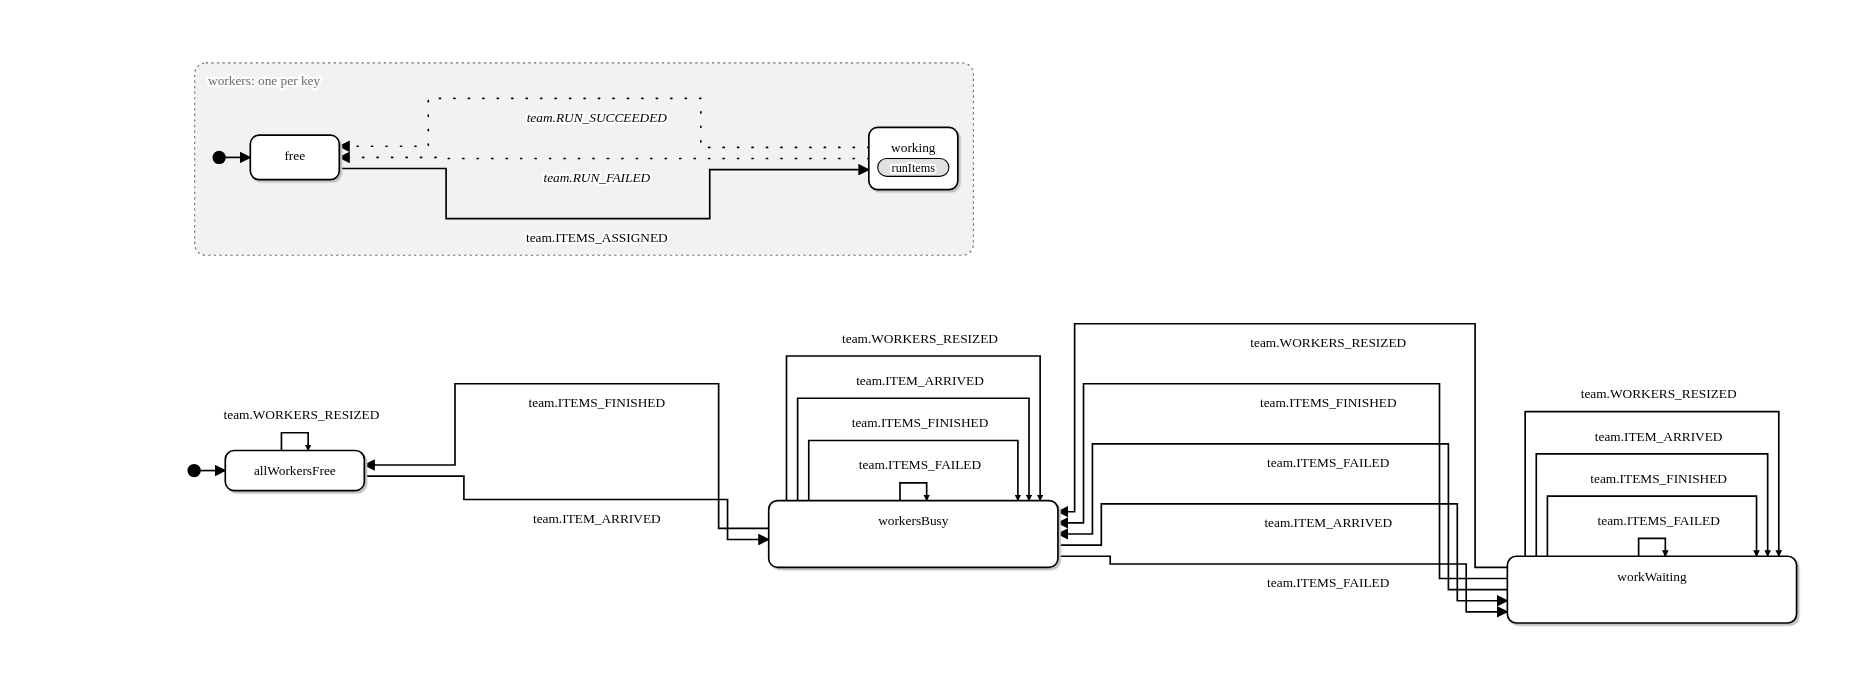 workers: one per key
team.RUN_SUCCEEDED
free
working
runItems
team.RUN_FAILED
team.ITEMS_ASSIGNED
team.WORKERS_RESIZED
team.ITEMS_FINISHED
allWorkersFree
team.ITEM_ARRIVED
team.WORKERS_RESIZED
team.ITEM_ARRIVED
team.ITEMS_FINISHED
team.ITEMS_FAILED
workersBusy
team.WORKERS_RESIZED
team.ITEMS_FINISHED
team.ITEMS_FAILED
team.ITEM_ARRIVED
team.ITEMS_FAILED
team.WORKERS_RESIZED
team.ITEM_ARRIVED
team.ITEMS_FINISHED
team.ITEMS_FAILED
workWaiting